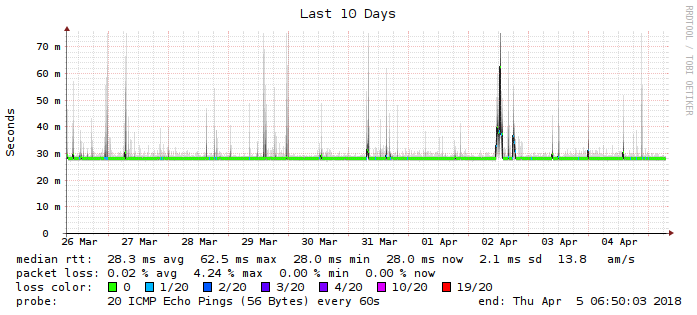 Last 10 Days
RRDTOOL / TOBI OETIKER
Seconds
70 m
60 m
50 m
40 m
30 m
20 m
10 m
0
26 Mar 27 Mar 28 Mar 29 Mar 30 Mar 31 Mar 01 Apr 02 Apr 03 Apr 04 Apr
median rtt: 28.3 ms avg 62.5 ms max 28.0 ms min 28.0 ms now 2.1 ms sd 13.8 am/s
packet loss: 0.02 % avg 4.24 % max 0.00 % min 0.00 % now
loss color: 0 1/20 2/20 3/20 4/20 10/20 19/20
probe: 20 ICMP Echo Pings (56 Bytes) every 60s end: Thu Apr 5 06:50:03 2018